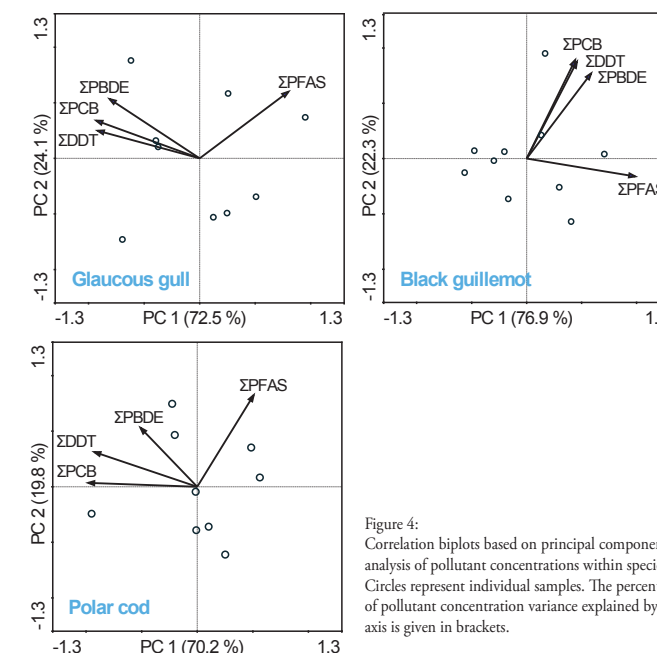 1.3
ΣPBDE
ΣPFAS
ΣPCB
ΣDDT
PC 2 (24.1 %)
Glaucous gull
-1.3
-1.3
PC 1 (72.5 %)
1.3
1.3
ΣPCB
ΣDDT
ΣPBDE
PC 2 (22.3 %)
ΣPFAS
Black guillemot
-1.3
-1.3
PC 1 (76.9 %)
1.3
ΣPFAS
ΣPBDE
ΣDDT
ΣPCB
PC 2 (19.8 %)
Polar cod
-1.3
-1.3
PC 1 (70.2 %)
1.3
Figure 4:
Correlation biplots based on principal componen
analysis of pollutant concentrations within specie
Circles represent individual samples. The percent
of pollutant concentration variance explained by
axis is given in brackets.